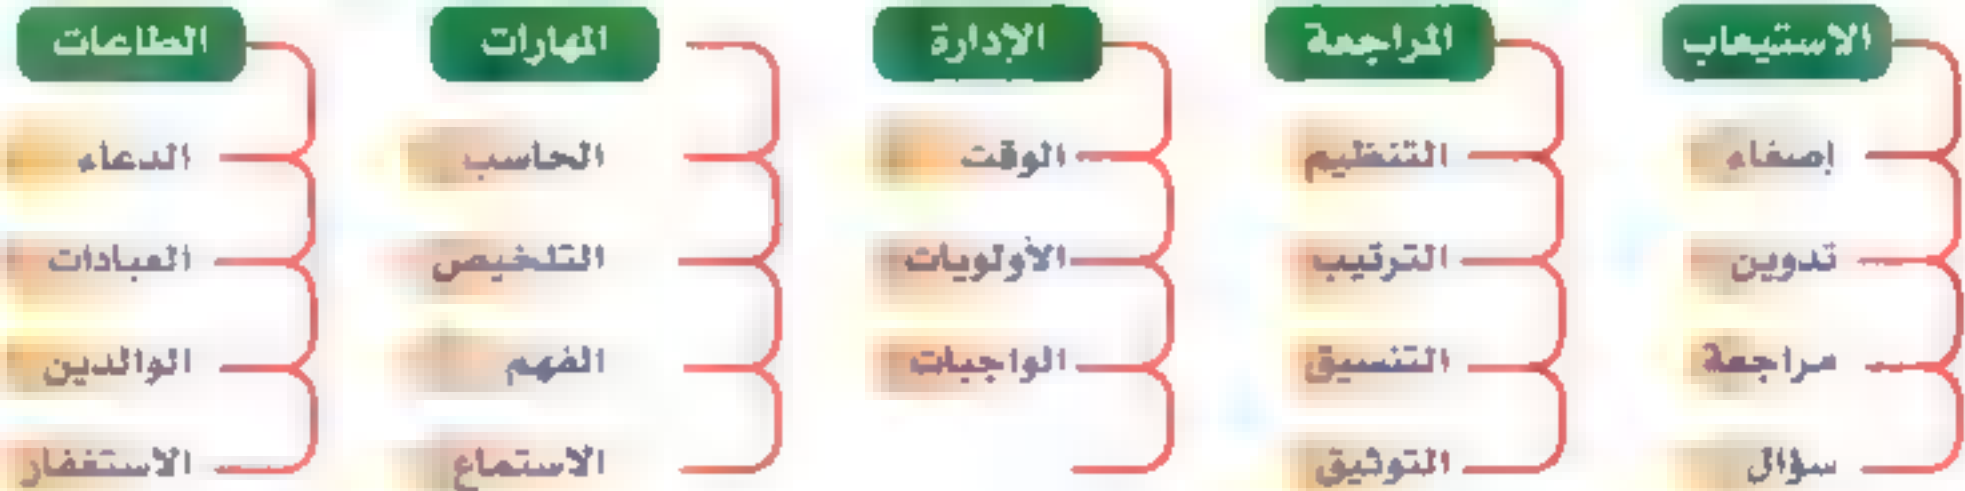 الاستيعاب المراجعة الإدارة المهارات الطاعات
إصغاء التنظيم الوقت الحاسب الدعاء
تدوين الترتيب الأولويات التلخيص العبادات
مراجعة التنسيق الواجبات الفهم الوالدين
سؤال التوثيق الاستماع الاستغفار